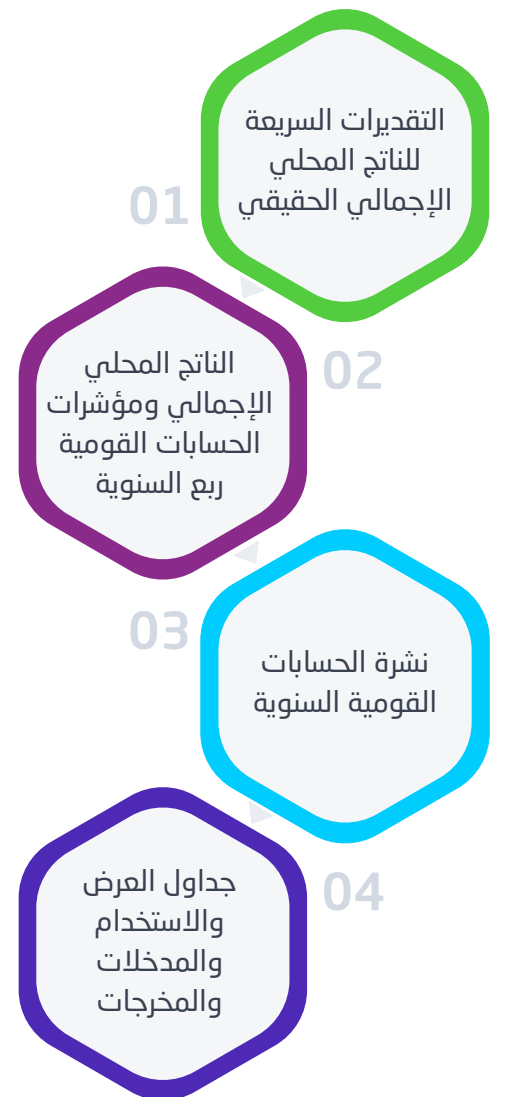 01
التقديرات السريعة
للناتج المحلي
الإجمالي الحقيقي
02
الناتج المحلي
الإجمالي ومؤشرات
الحسابات القومية
ربع السنوية
03
نشرة الحسابات
القومية السنوية
04
جداول العرض
والاستخدام
والمدخلات
والمخرجات